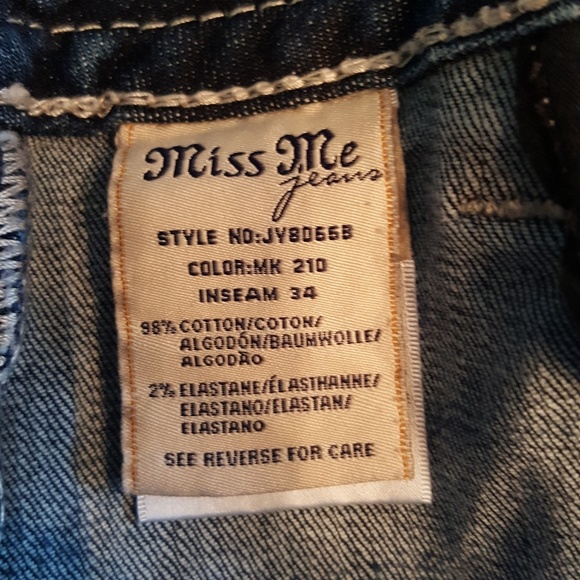 Miss Me
jeans
STYLE NO:JY8055B
COLOR:MK 210
INSEAM 34
98% COTTON/COTON/
ALGODÓN/BAUMWOLLE/
ALGODÃO
2% ELASTANE/ÉLASTHANNE/
ELASTANO/ELASTAN/
ELASTANO
SEE REVERSE FOR CARE